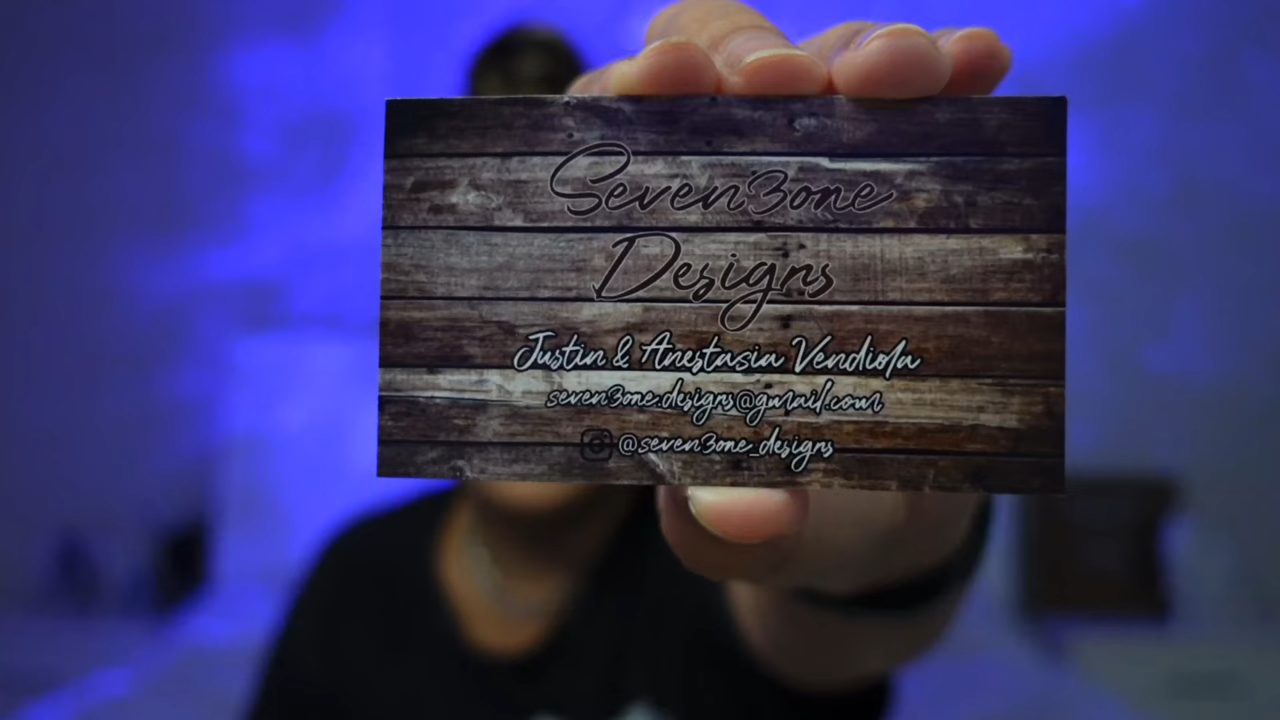 Seven3one
Designs
Justin & Anestasia Vendiola
seven3one.designs@gmail.com
@seven3one_designs